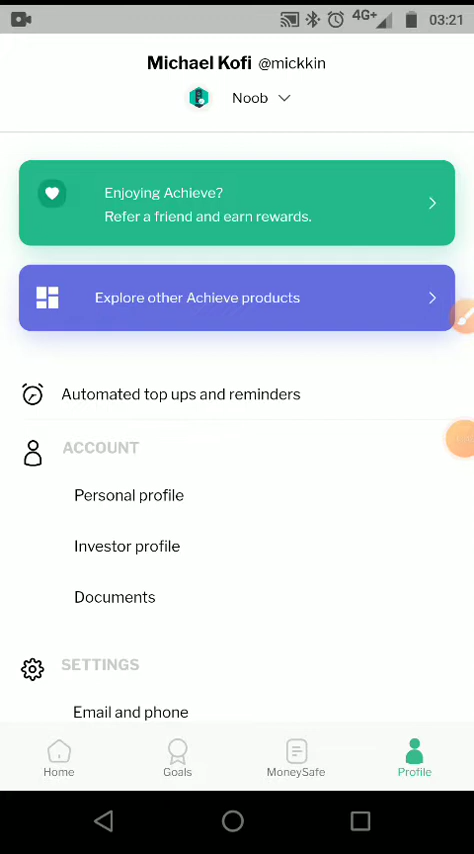 4G+ 03:21
Michael Kofi @mickkin
Noob
Enjoying Achieve?
Refer a friend and earn rewards.
Explore other Achieve products
Automated top ups and reminders
ACCOUNT
Personal profile
Investor profile
Documents
SETTINGS
Email and phone
Home Goals MoneySafe Profile